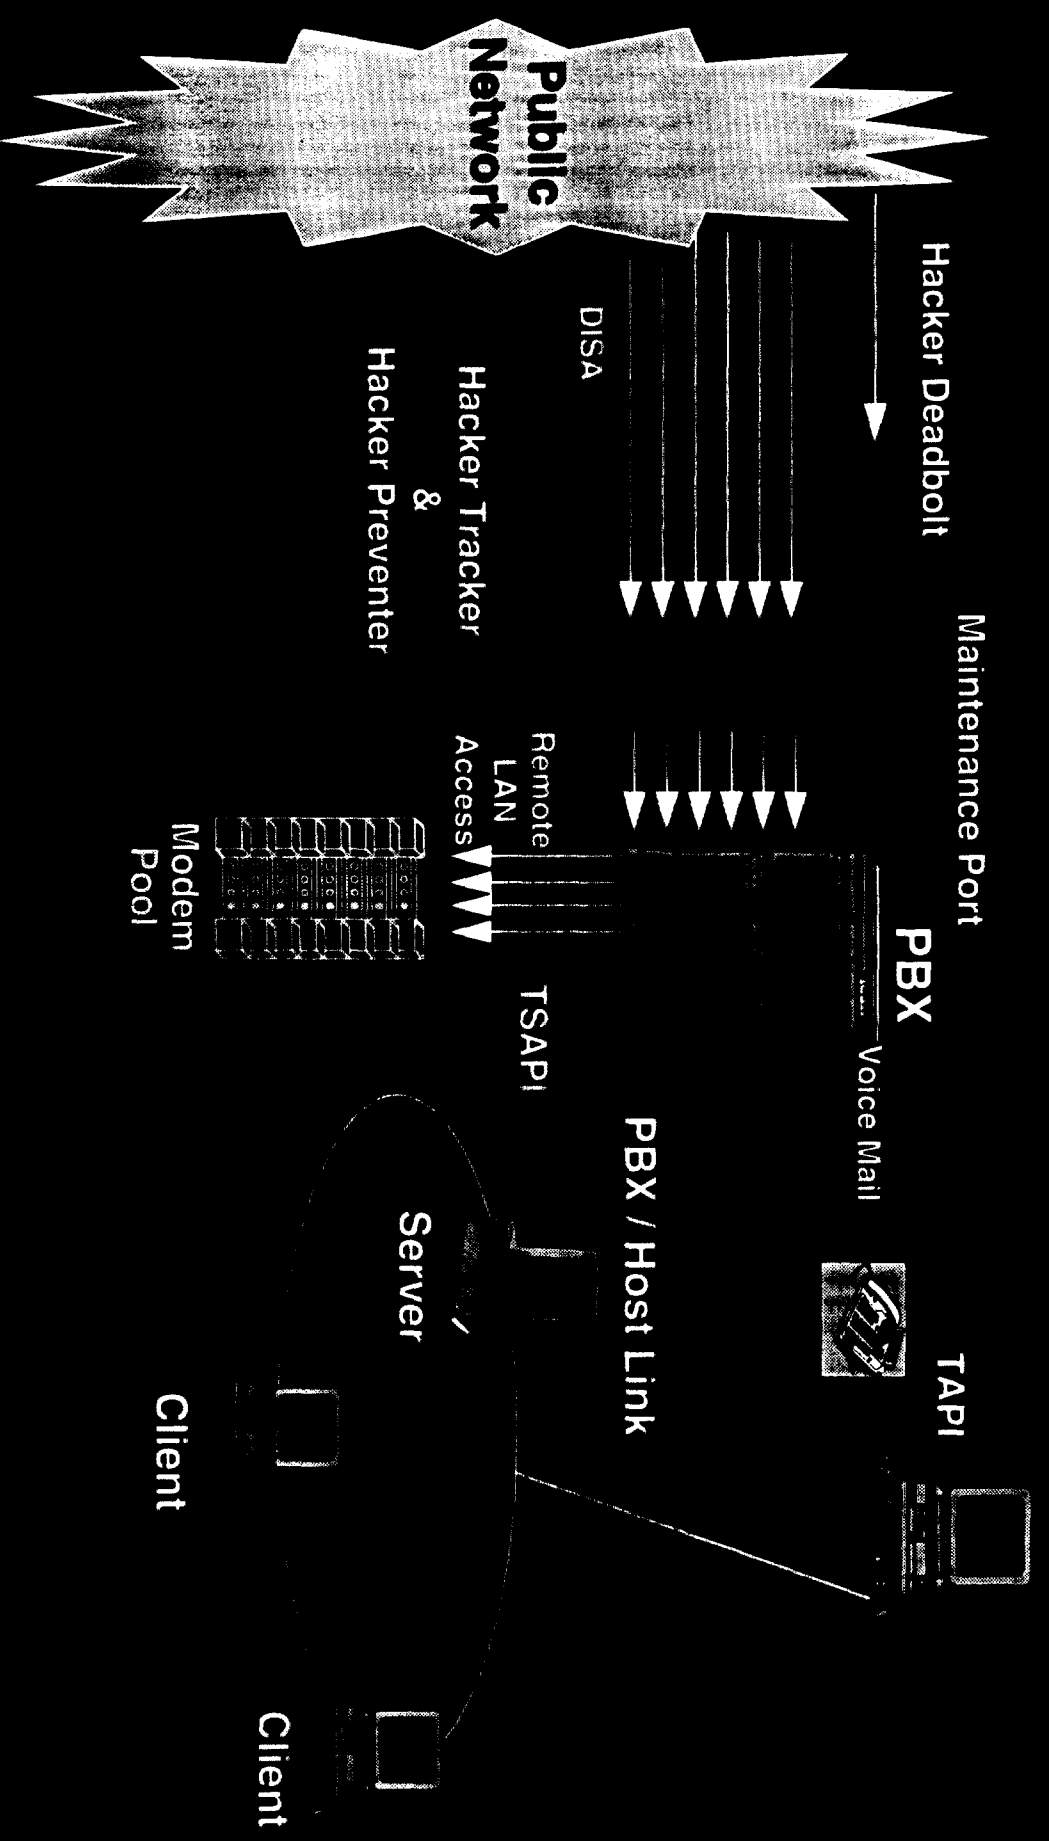 Hacker Deadbolt
Maintenance Port
PBX
Voice Mail
TAPI
Public
Network
DISA
Hacker Tracker
&
Hacker Preventer
Remote
LAN
Access
Modem
Pool
TSAPI
PBX / Host Link
Server
Client
Client